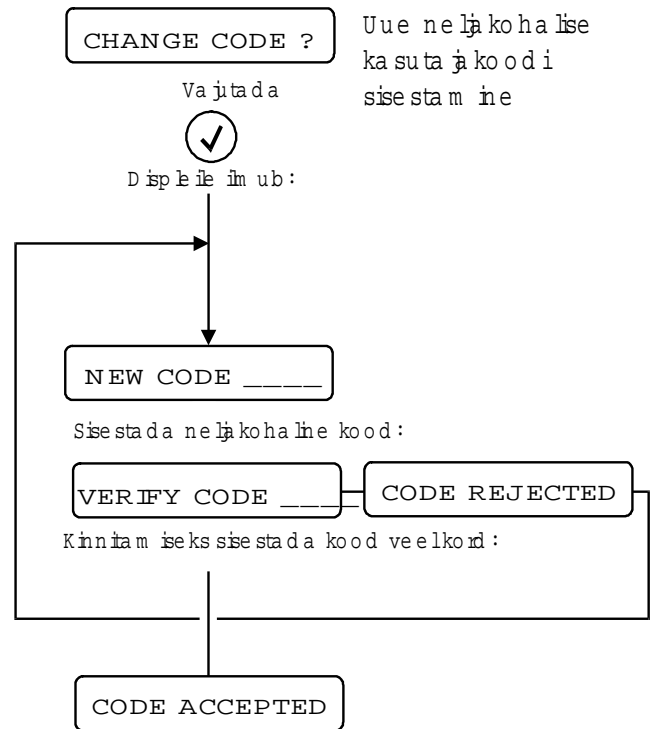 CHANGE CODE ?
Uue neljakohalise
kasutajakoodi
sisestamine
Vajutada
Displeile ilmub:
NEW CODE ____
Sisestada neljakohaline kood:
VERIFY CODE ____
CODE REJECTED
Kinnitamiseks sisestada kood veelkord:
CODE ACCEPTED